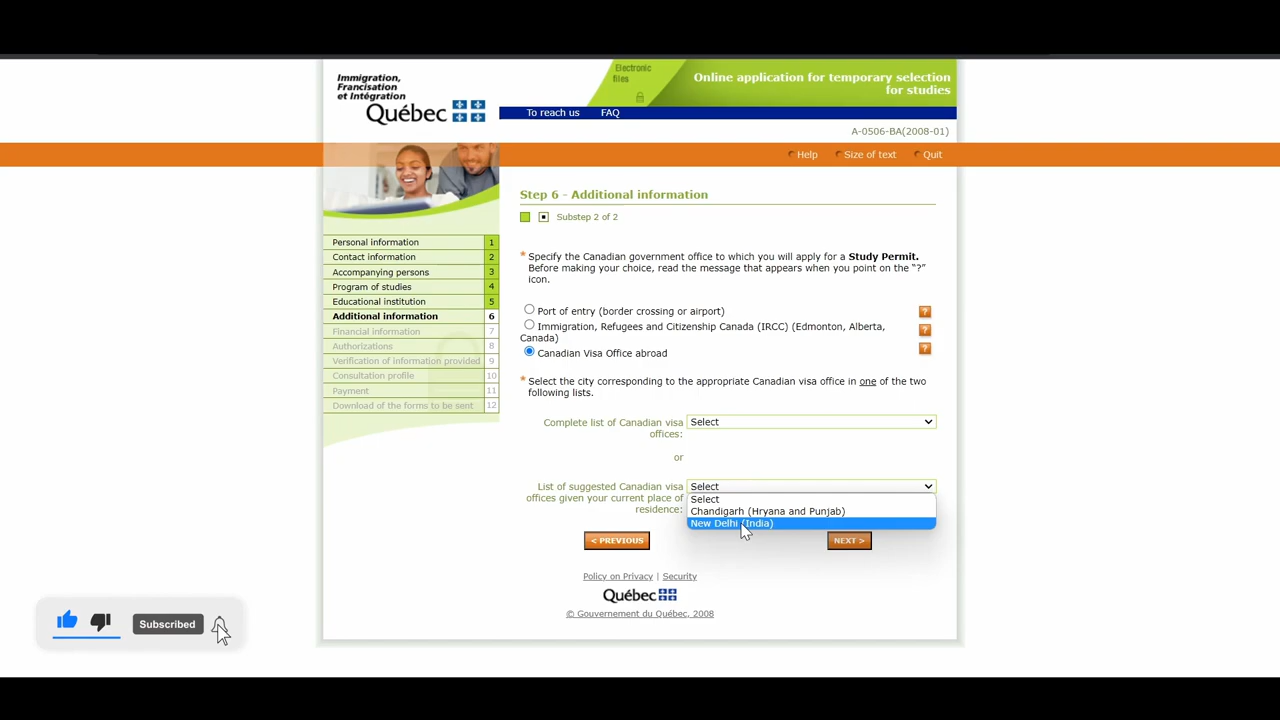 Immigration,
Francisation
et Intégration
Québec
Electronic
files
Online application for temporary selection
for studies
To reach us
FAQ
A-0506-BA(2008-01)
Help
Size of text
Quit
Personal information 1
Contact information 2
Accompanying persons 3
Program of studies 4
Educational institution 5
Additional information 6
Financial information 7
Authorizations 8
Verification of information provided 9
Consultation profile 10
Payment 11
Download of the forms to be sent 12
Step 6 - Additional information
Substep 2 of 2
* Specify the Canadian government office to which you will apply for a Study Permit.
Before making your choice, read the message that appears when you point on the "?"
icon.
Port of entry (border crossing or airport) ?
Immigration, Refugees and Citizenship Canada (IRCC) (Edmonton, Alberta, ?
Canada)
Canadian Visa Office abroad ?
* Select the city corresponding to the appropriate Canadian visa office in one of the two
following lists.
Complete list of Canadian visa Select
offices:
or
List of suggested Canadian visa Select
offices given your current place of
residence:
Select
Chandigarh (Hryana and Punjab)
New Delhi (India)
< PREVIOUS
NEXT >
Policy on Privacy | Security
Québec
© Gouvernement du Québec, 2008
Subscribed